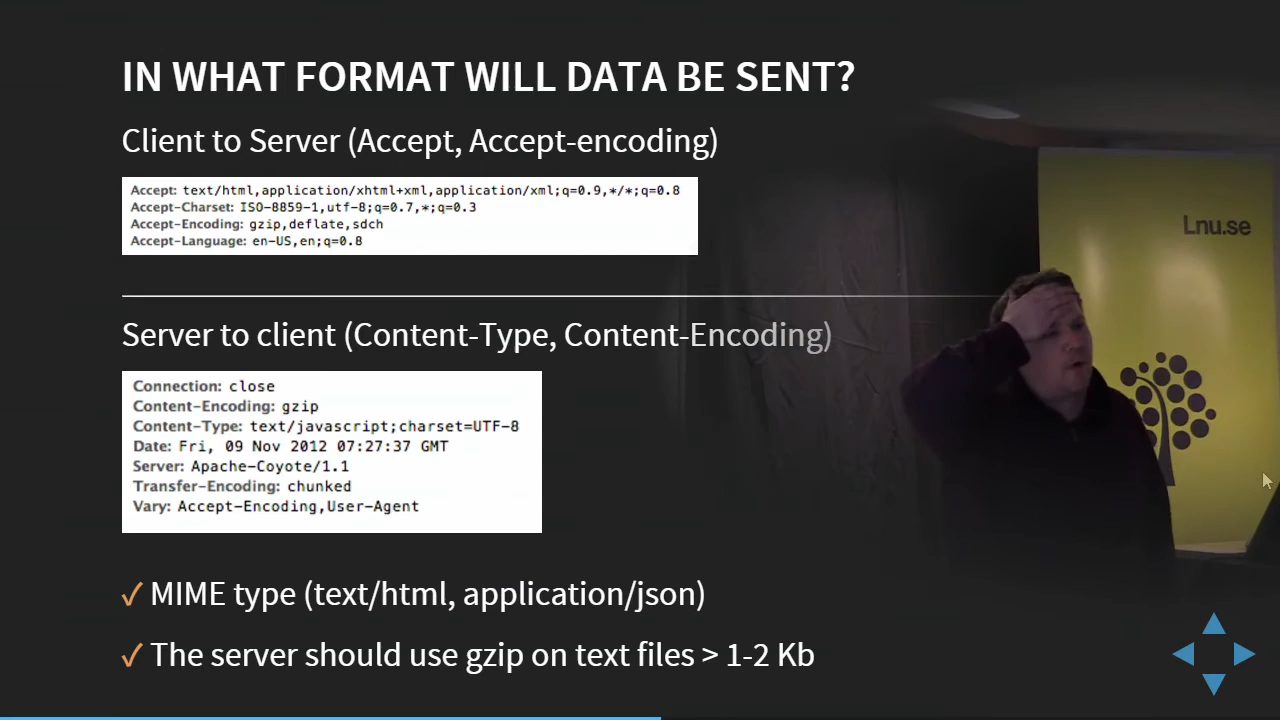 IN WHAT FORMAT WILL DATA BE SENT?
Client to Server (Accept, Accept-encoding)
Accept: text/html,application/xhtml+xml,application/xml;q=0.9,*/*;q=0.8
Accept-Charset: ISO-8859-1,utf-8;q=0.7,*;q=0.3
Accept-Encoding: gzip,deflate,sdch
Accept-Language: en-US,en;q=0.8
Lnu.se
Server to client (Content-Type, Content-Encoding)
Connection: close
Content-Encoding: gzip
Content-Type: text/javascript;charset=UTF-8
Date: Fri, 09 Nov 2012 07:27:37 GMT
Server: Apache-Coyote/1.1
Transfer-Encoding: chunked
Vary: Accept-Encoding,User-Agent
✓ MIME type (text/html, application/json)
✓ The server should use gzip on text files > 1-2 Kb